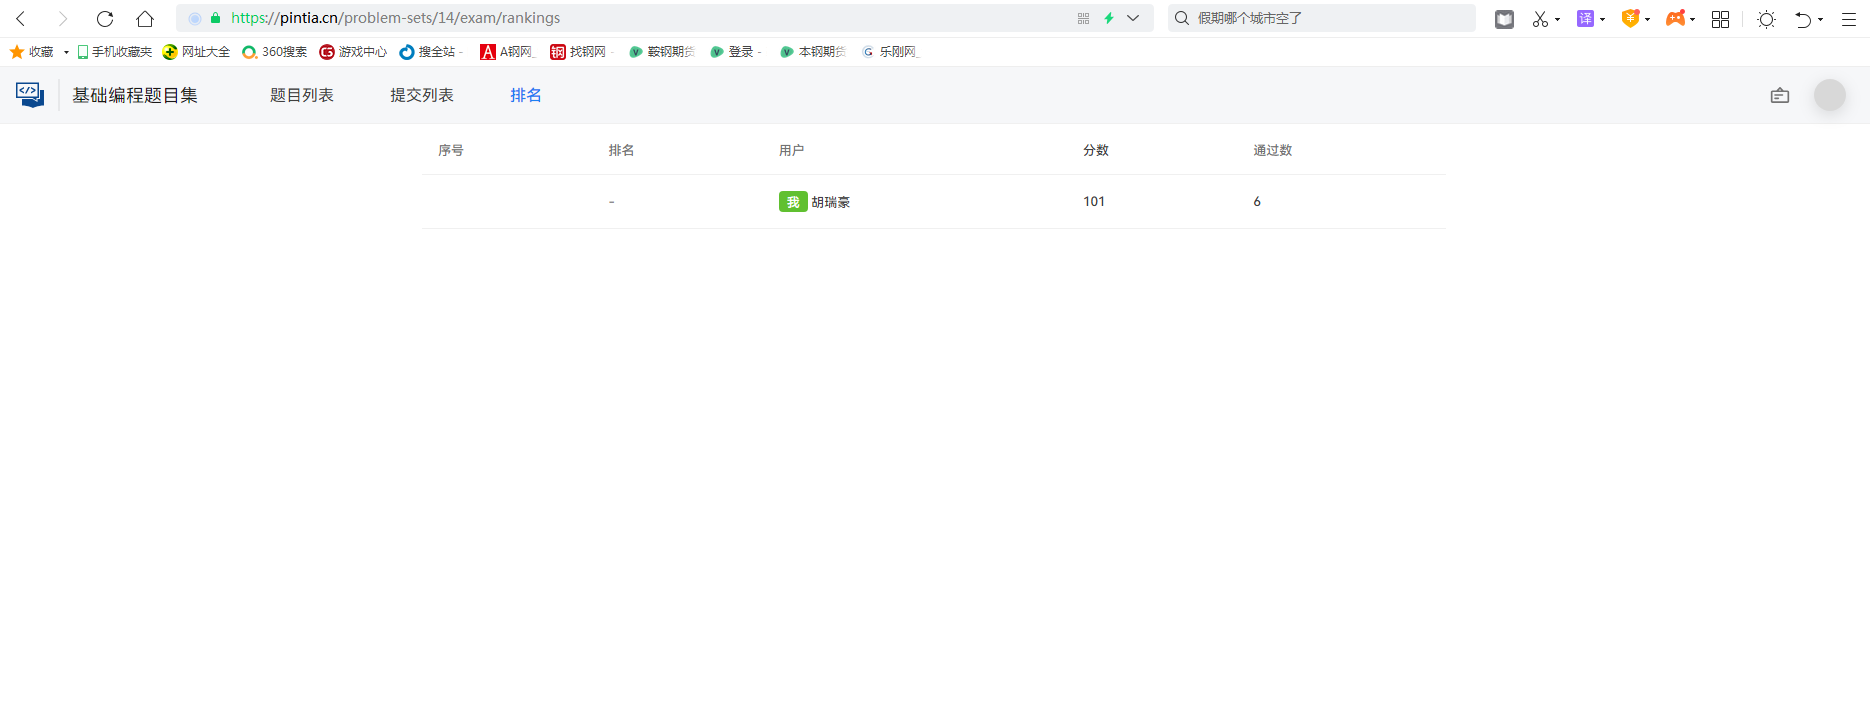 https://pintia.cn/problem-sets/14/exam/rankings
假期哪个城市空了
译
收藏 手机收藏夹 网址大全 360搜索 游戏中心 搜全站 - A钢网_ 找钢网 - 鞍钢期货 登录 - 本钢期货 乐刚网_
基础编程题目集 题目列表 提交列表 排名
序号 排名 用户 分数 通过数
- 我 胡瑞豪 101 6